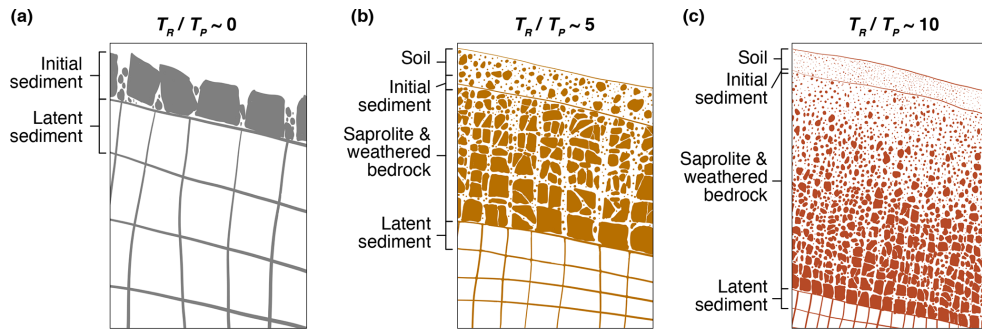 (a)
T_R / T_P ~ 0
Initial
sediment
Latent
sediment
(b)
T_R / T_P ~ 5
Soil
Initial
sediment
Saprolite &
weathered
bedrock
Latent
sediment
(c)
T_R / T_P ~ 10
Soil
Initial
sediment
Saprolite &
weathered
bedrock
Latent
sediment